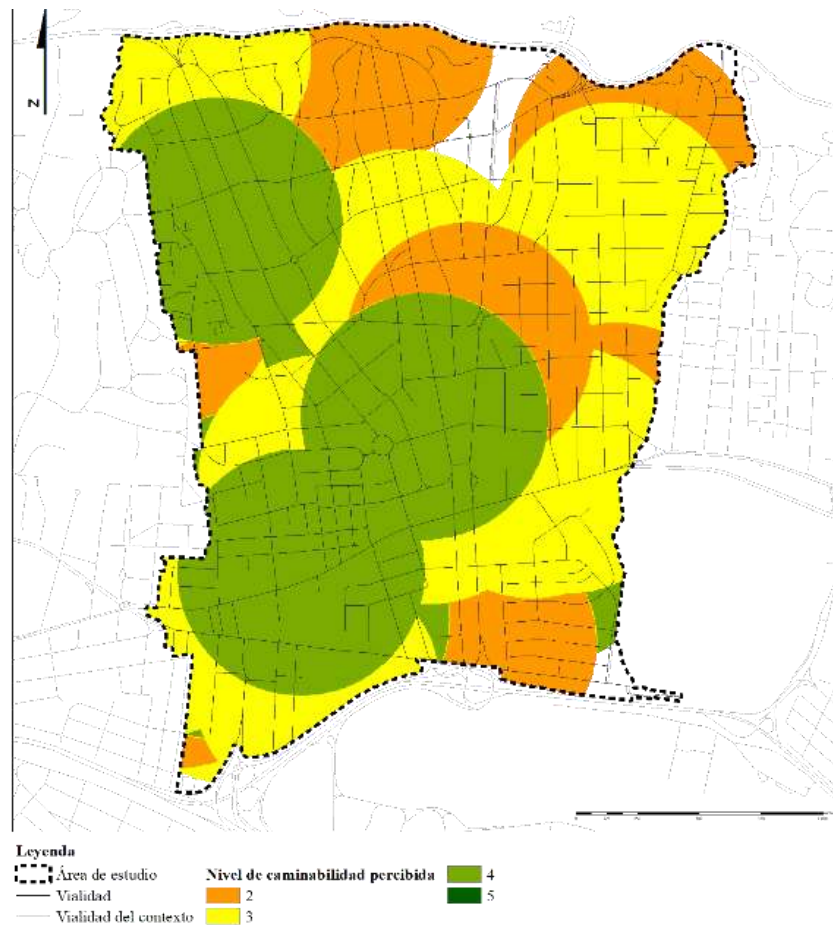 N
Leyenda
Área de estudio
Nivel de caminabilidad percibida
4
Vialidad
2
5
Vialidad del contexto
3